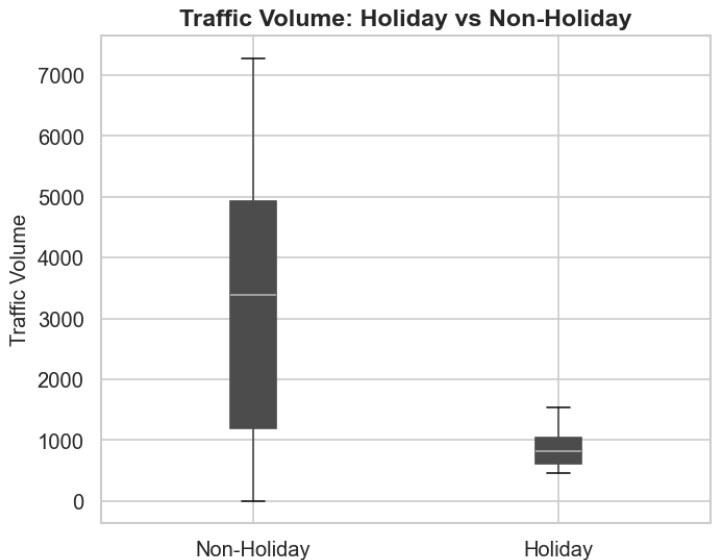 Traffic Volume: Holiday vs Non-Holiday
Traffic Volume
7000
6000
5000
4000
3000
2000
1000
0
Non-Holiday
Holiday